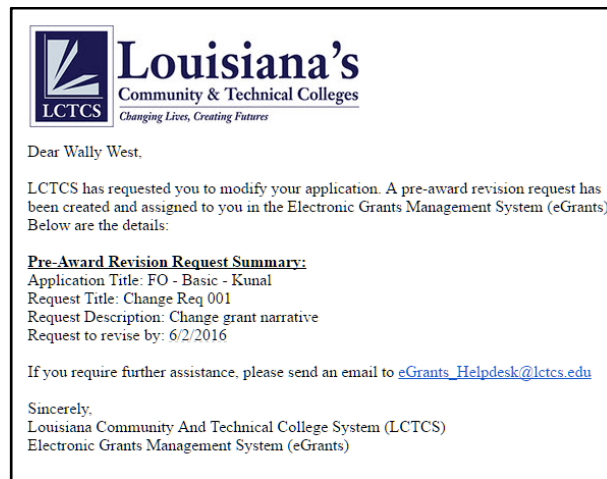 LCTCS
Louisiana's
Community & Technical Colleges
Changing Lives, Creating Futures
Dear Wally West,
LCTCS has requested you to modify your application. A pre-award revision request has
been created and assigned to you in the Electronic Grants Management System (eGrants)
Below are the details:
Pre-Award Revision Request Summary:
Application Title: FO - Basic - Kunal
Request Title: Change Req 001
Request Description: Change grant narrative
Request to revise by: 6/2/2016
If you require further assistance, please send an email to eGrants_Helpdesk@lctcs.edu
Sincerely,
Louisiana Community And Technical College System (LCTCS)
Electronic Grants Management System (eGrants)